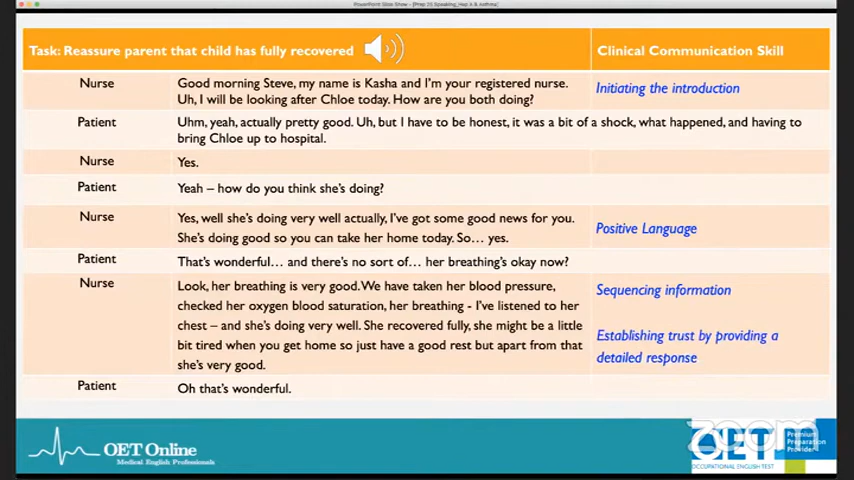 PowerPoint Slide Show - [Prep 25 Speaking_Hep A & Asthma]
Task: Reassure parent that child has fully recovered
Clinical Communication Skill
Nurse
Good morning Steve, my name is Kasha and I'm your registered nurse.
Uh, I will be looking after Chloe today. How are you both doing?
Initiating the introduction
Patient
Uhm, yeah, actually pretty good. Uh, but I have to be honest, it was a bit of a shock, what happened, and having to
bring Chloe up to hospital.
Nurse
Yes.
Patient
Yeah – how do you think she's doing?
Nurse
Yes, well she's doing very well actually, I've got some good news for you.
She's doing good so you can take her home today. So… yes.
Positive Language
Patient
That's wonderful… and there's no sort of… her breathing's okay now?
Nurse
Look, her breathing is very good. We have taken her blood pressure,
checked her oxygen blood saturation, her breathing - I've listened to her
chest – and she's doing very well. She recovered fully, she might be a little
bit tired when you get home so just have a good rest but apart from that
she's very good.
Sequencing information
Establishing trust by providing a
detailed response
Patient
Oh that's wonderful.
OET Online
Medical English Professionals
zoom
OET
OCCUPATIONAL ENGLISH TEST
Premium
Preparation
Provider